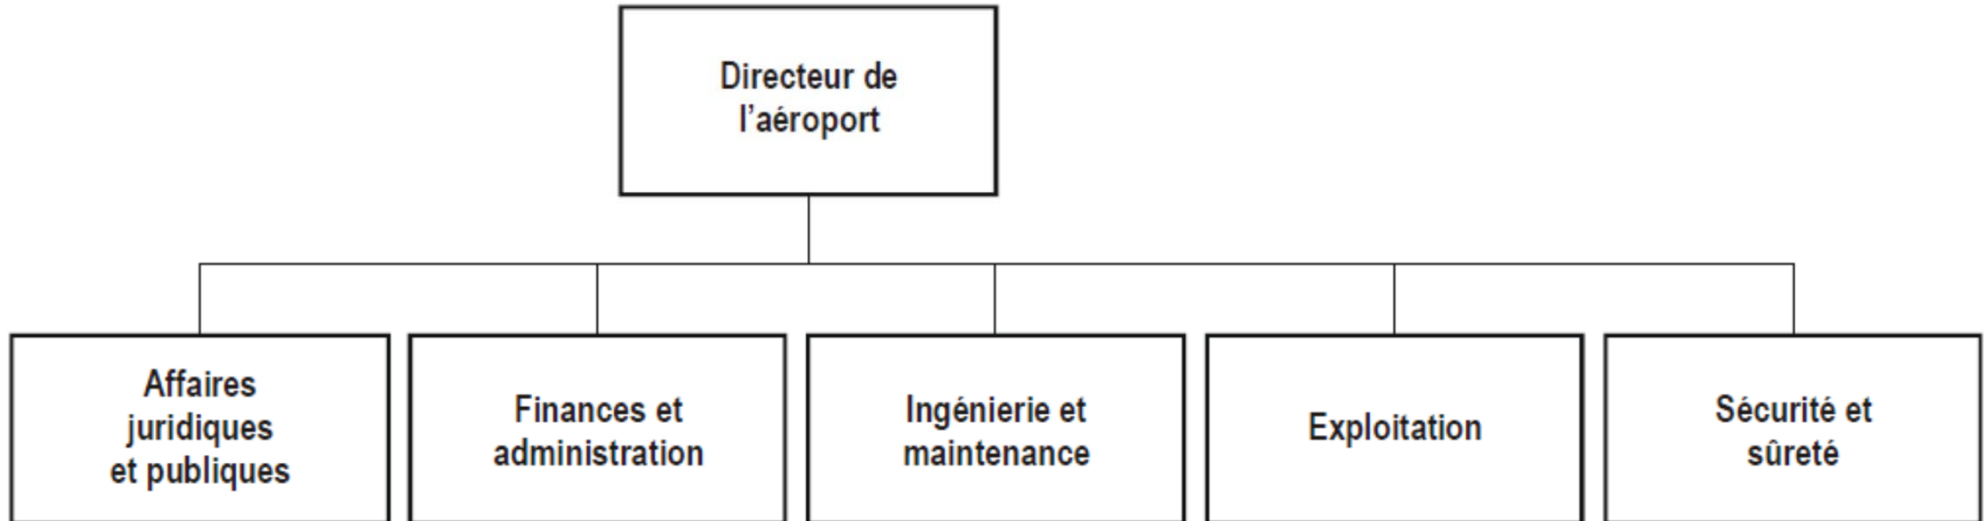 Directeur de
l’aéroport
Affaires
juridiques
et publiques
Finances et
administration
Ingénierie et
maintenance
Exploitation
Sécurité et
sûreté